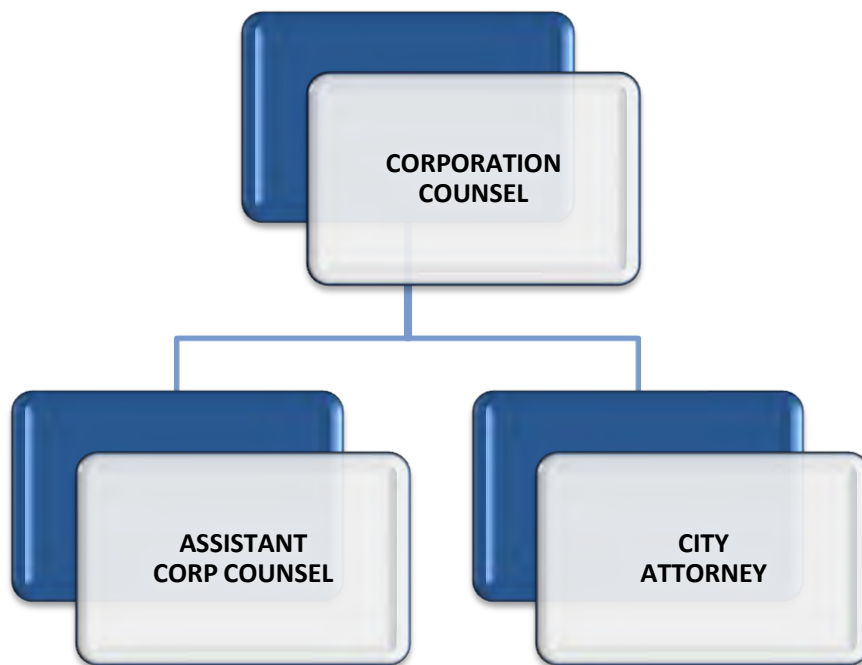 CORPORATION
COUNSEL
ASSISTANT
CORP COUNSEL
CITY
ATTORNEY